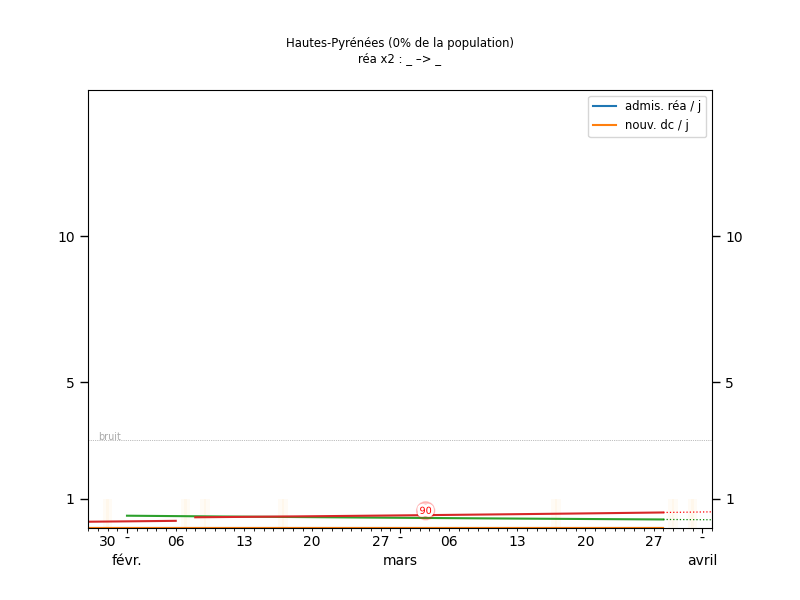 Hautes-Pyrénées (0% de la population)
réa x2 : _ –> _
admis. réa / j
nouv. dc / j
10 10
5 5
bruit
1 1
90
30 - 06 13 20 27 - 06 13 20 27 -
févr. mars avril